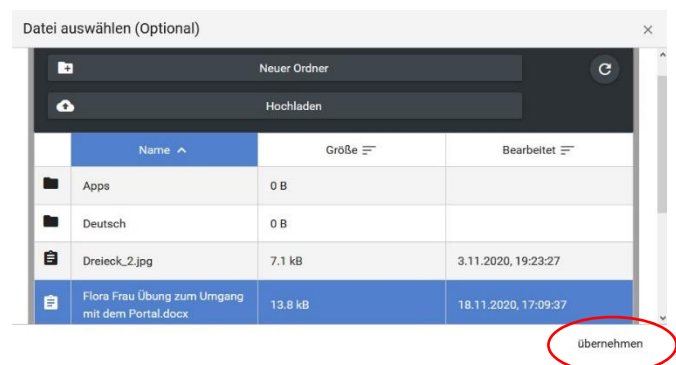 Datei auswählen (Optional)
Neuer Ordner
Hochladen
Name Größe Bearbeitet
Apps 0 B
Deutsch 0 B
Dreieck_2.jpg 7.1 kB 3.11.2020, 19:23:27
Flora Frau Übung zum Umgang
mit dem Portal.docx 13.8 kB 18.11.2020, 17:09:37
übernehmen